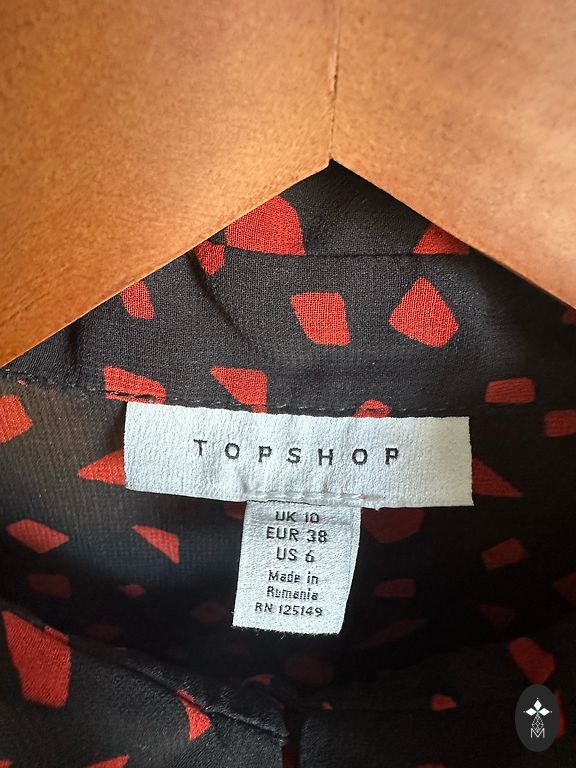 TOPSHOP
UK 10
EUR 38
US 6
Made in
Romania
RN 125149
M